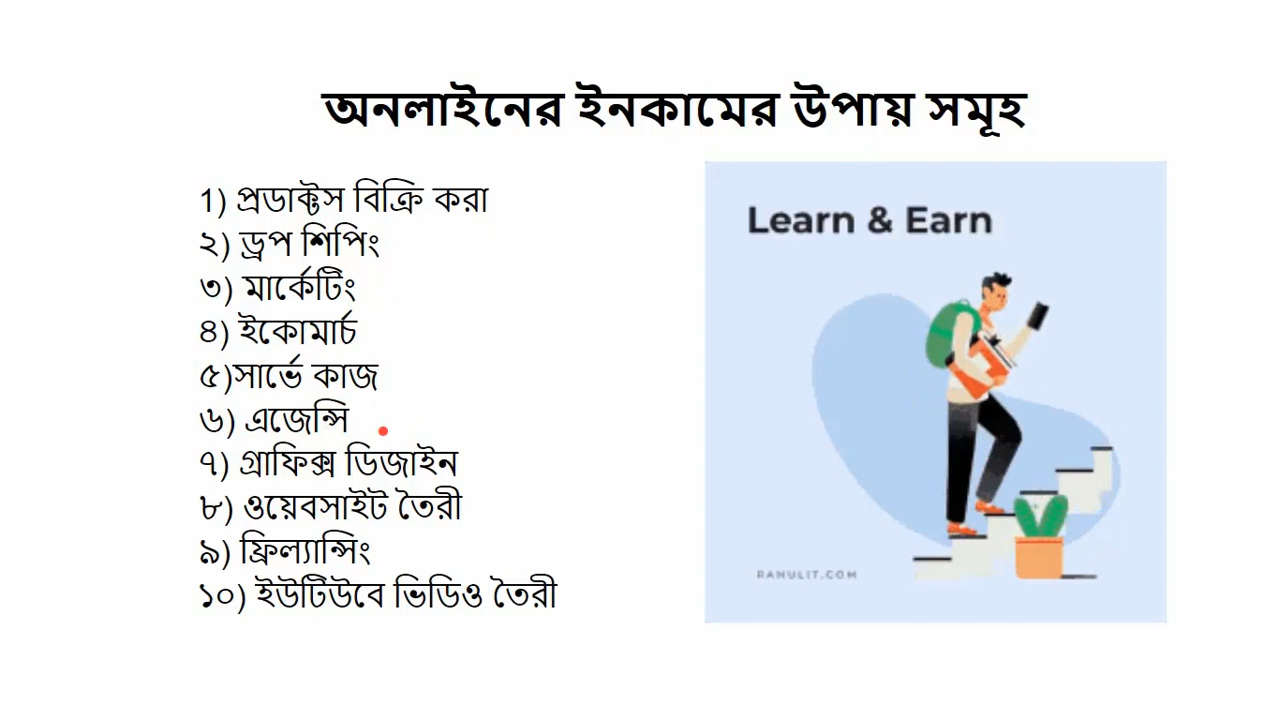 অনলাইনের ইনকামের উপায় সমূহ
1) প্রডাক্টস বিক্রি করা
২) ড্রপ শিপিং
৩) মার্কেটিং
৪) ইকোমার্চ
৫)সার্ভে কাজ
৬) এজেন্সি
৭) গ্রাফিক্স ডিজাইন
৮) ওয়েবসাইট তৈরী
৯) ফ্রিল্যান্সিং
১০) ইউটিউবে ভিডিও তৈরী
Learn & Earn
RANULIT.COM